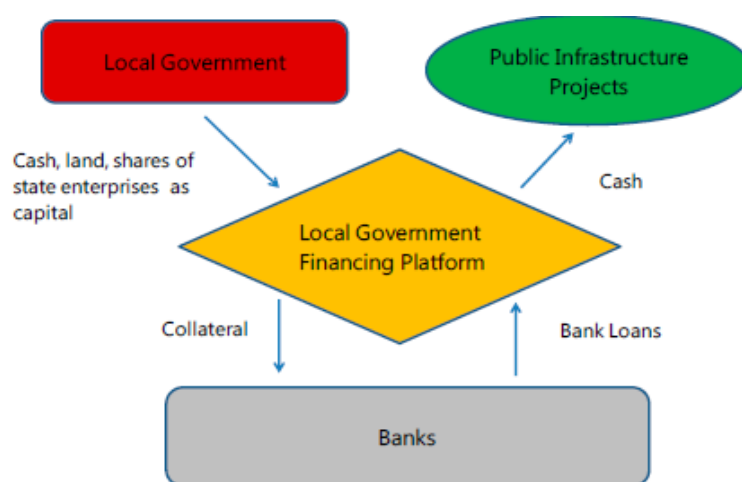 Local Government
Public Infrastructure
Projects
Cash, land, shares of
state enterprises as
capital
Cash
Local Government
Financing Platform
Collateral
Bank Loans
Banks